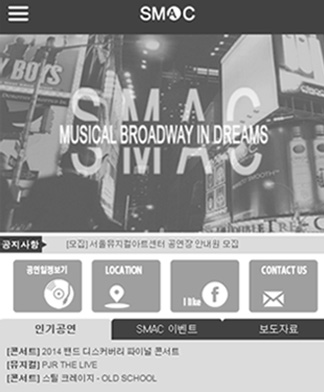 SMAC
BOYS
SMAC
MUSICAL BROADWAY IN DREAMS
공지사항 [모집] 서울뮤지컬아트센터 공연장 안내원 모집
공연일정보기 LOCATION I like f CONTACT US
인기공연 SMAC 이벤트 보도자료
[콘서트] 2014 밴드 디스커버리 파이널 콘서트
[뮤지컬] PJR THE LIVE
[콘서트] 스틸 크레이지 - OLD SCHOOL